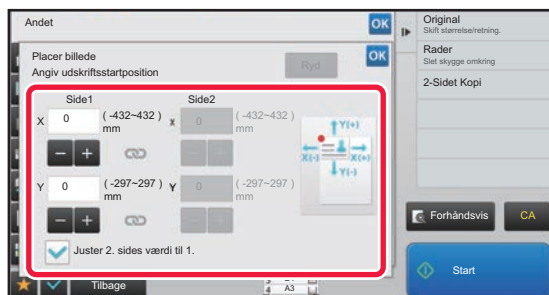 Andet
OK
Placer billede
Angiv udskriftsstartposition
Ryd
OK
Side1
Side2
X 0 ( -432~432 ) mm
x 0 ( -432~432 ) mm
− +
− +
Y 0 ( -297~297 ) mm
Y 0 ( -297~297 ) mm
− +
− +
Y(+)
X(-) X(+)
Y(-)
Juster 2. sides værdi til 1.
Tilbage
4 A3
Original
Skift størrelse/retning.
Rader
Slet skygge omkring
2-Sidet Kopi
Forhåndsvis
CA
Start